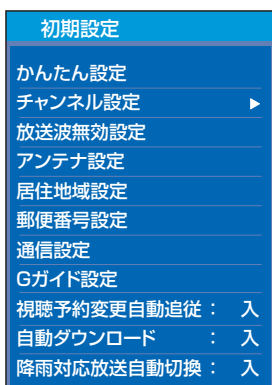 初期設定
かんたん設定
チャンネル設定 ▶
放送波無効設定
アンテナ設定
居住地域設定
郵便番号設定
通信設定
Gガイド設定
視聴予約変更自動追従： 入
自動ダウンロード ： 入
降雨対応放送自動切換： 入